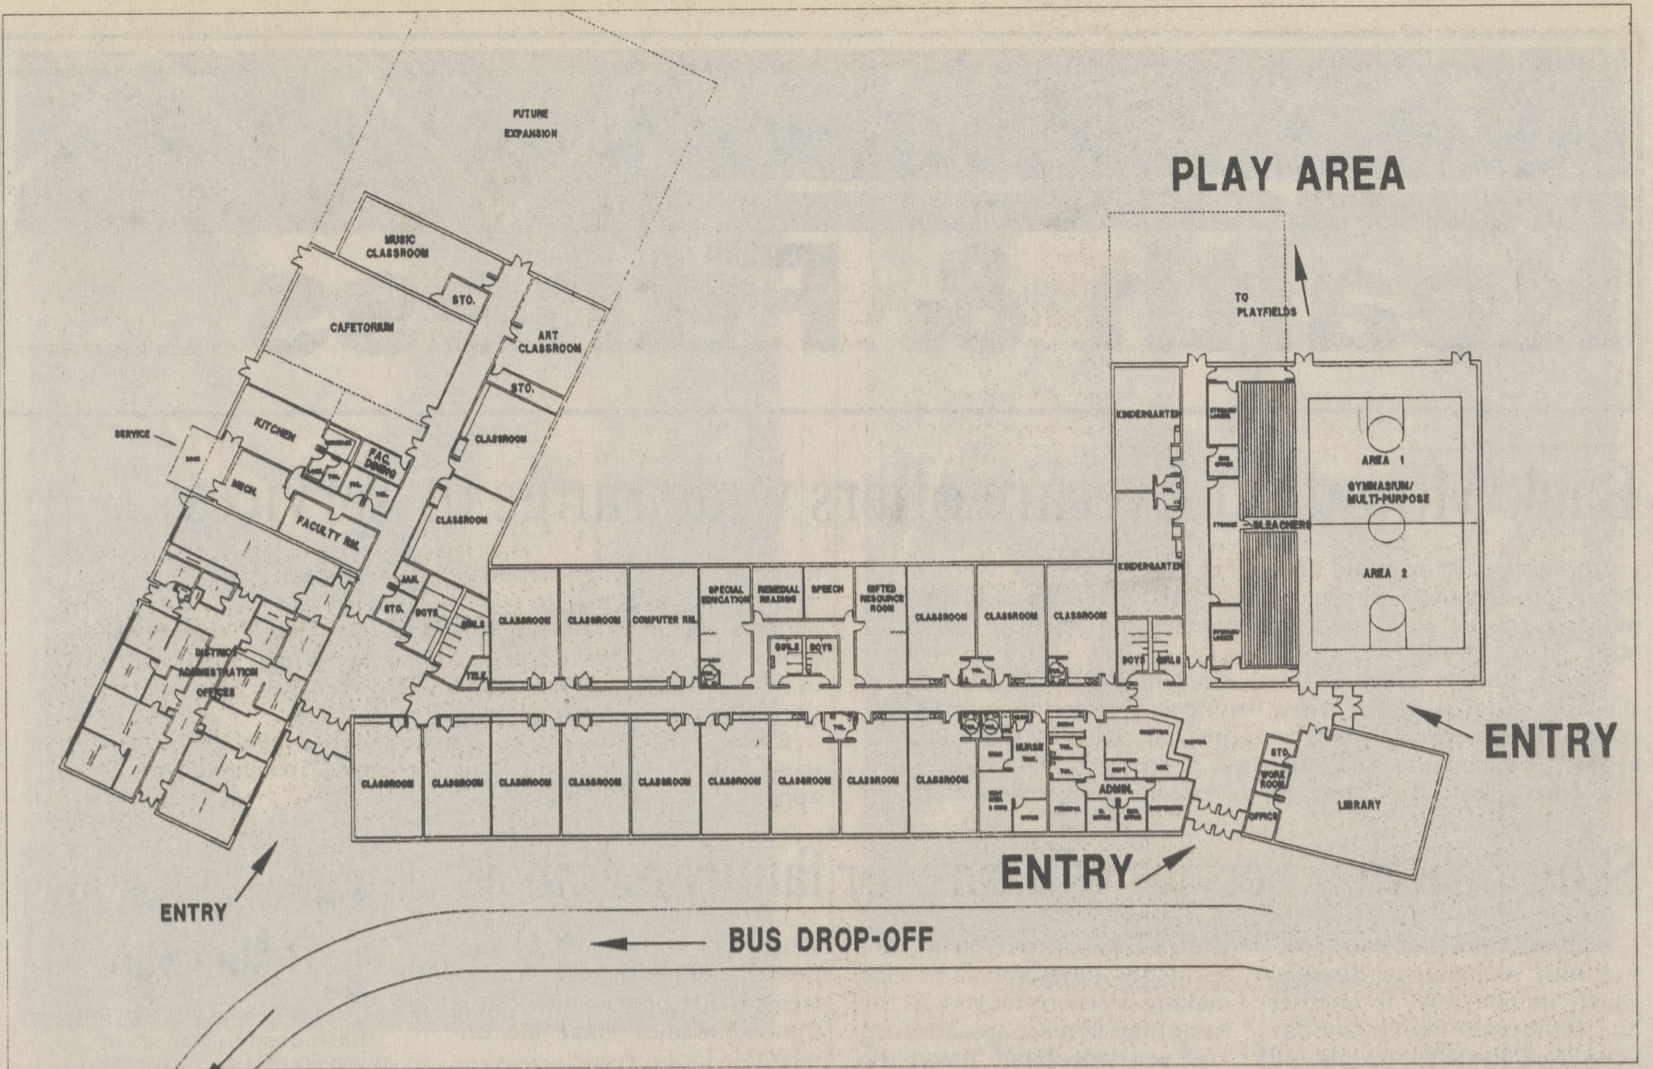 FUTURE
EXPANSION
PLAY AREA
MUSIC
CLASSROOM
STO.
CAFETORIUM
ART
CLASSROOM
STO.
TO
PLAYFIELDS
KITCHEN
SERVICE
FAC.
DINING
MECH.
FACULTY RM.
CLASSROOM
CLASSROOM
JAN.
STO.
BOYS
GIRLS
TELE.
DISTRICT
ADMINISTRATION
OFFICES
CLASSROOM
CLASSROOM
COMPUTER RM.
SPECIAL
EDUCATION
REMEDIAL
READING
SPEECH
GIFTED
RESOURCE
ROOM
GIRLS
BOYS
CLASSROOM
CLASSROOM
CLASSROOM
KINDERGARTEN
KINDERGARTEN
BOYS
GIRLS
STORAGE
BLEACHERS
AREA 1
GYMNASIUM/
MULTI-PURPOSE
AREA 2
CLASSROOM
CLASSROOM
CLASSROOM
CLASSROOM
CLASSROOM
CLASSROOM
CLASSROOM
CLASSROOM
CLASSROOM
NURSE
ADMIN.
PRINCIPAL
OFFICE
STO.
WORK
ROOM
OFFICE
LIBRARY
ENTRY
ENTRY
ENTRY
BUS DROP-OFF